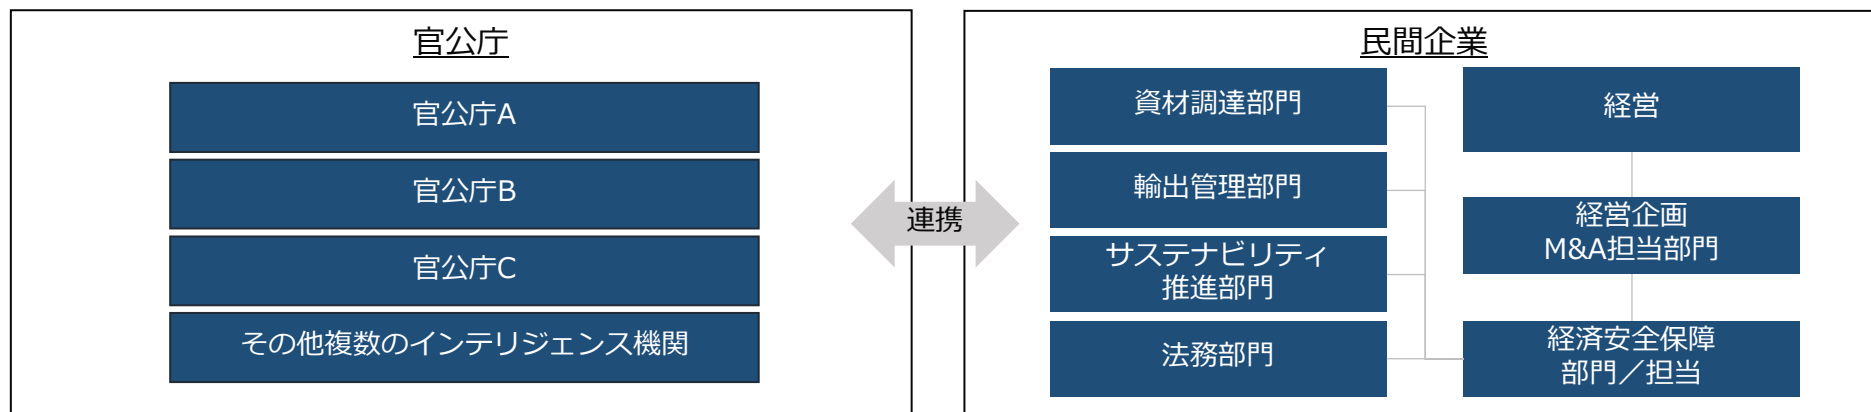 官公庁
官公庁A
官公庁B
官公庁C
その他複数のインテリジェンス機関
連携
民間企業
資材調達部門
輸出管理部門
サステナビリティ
推進部門
法務部門
経営
経営企画
M&A担当部門
経済安全保障
部門／担当